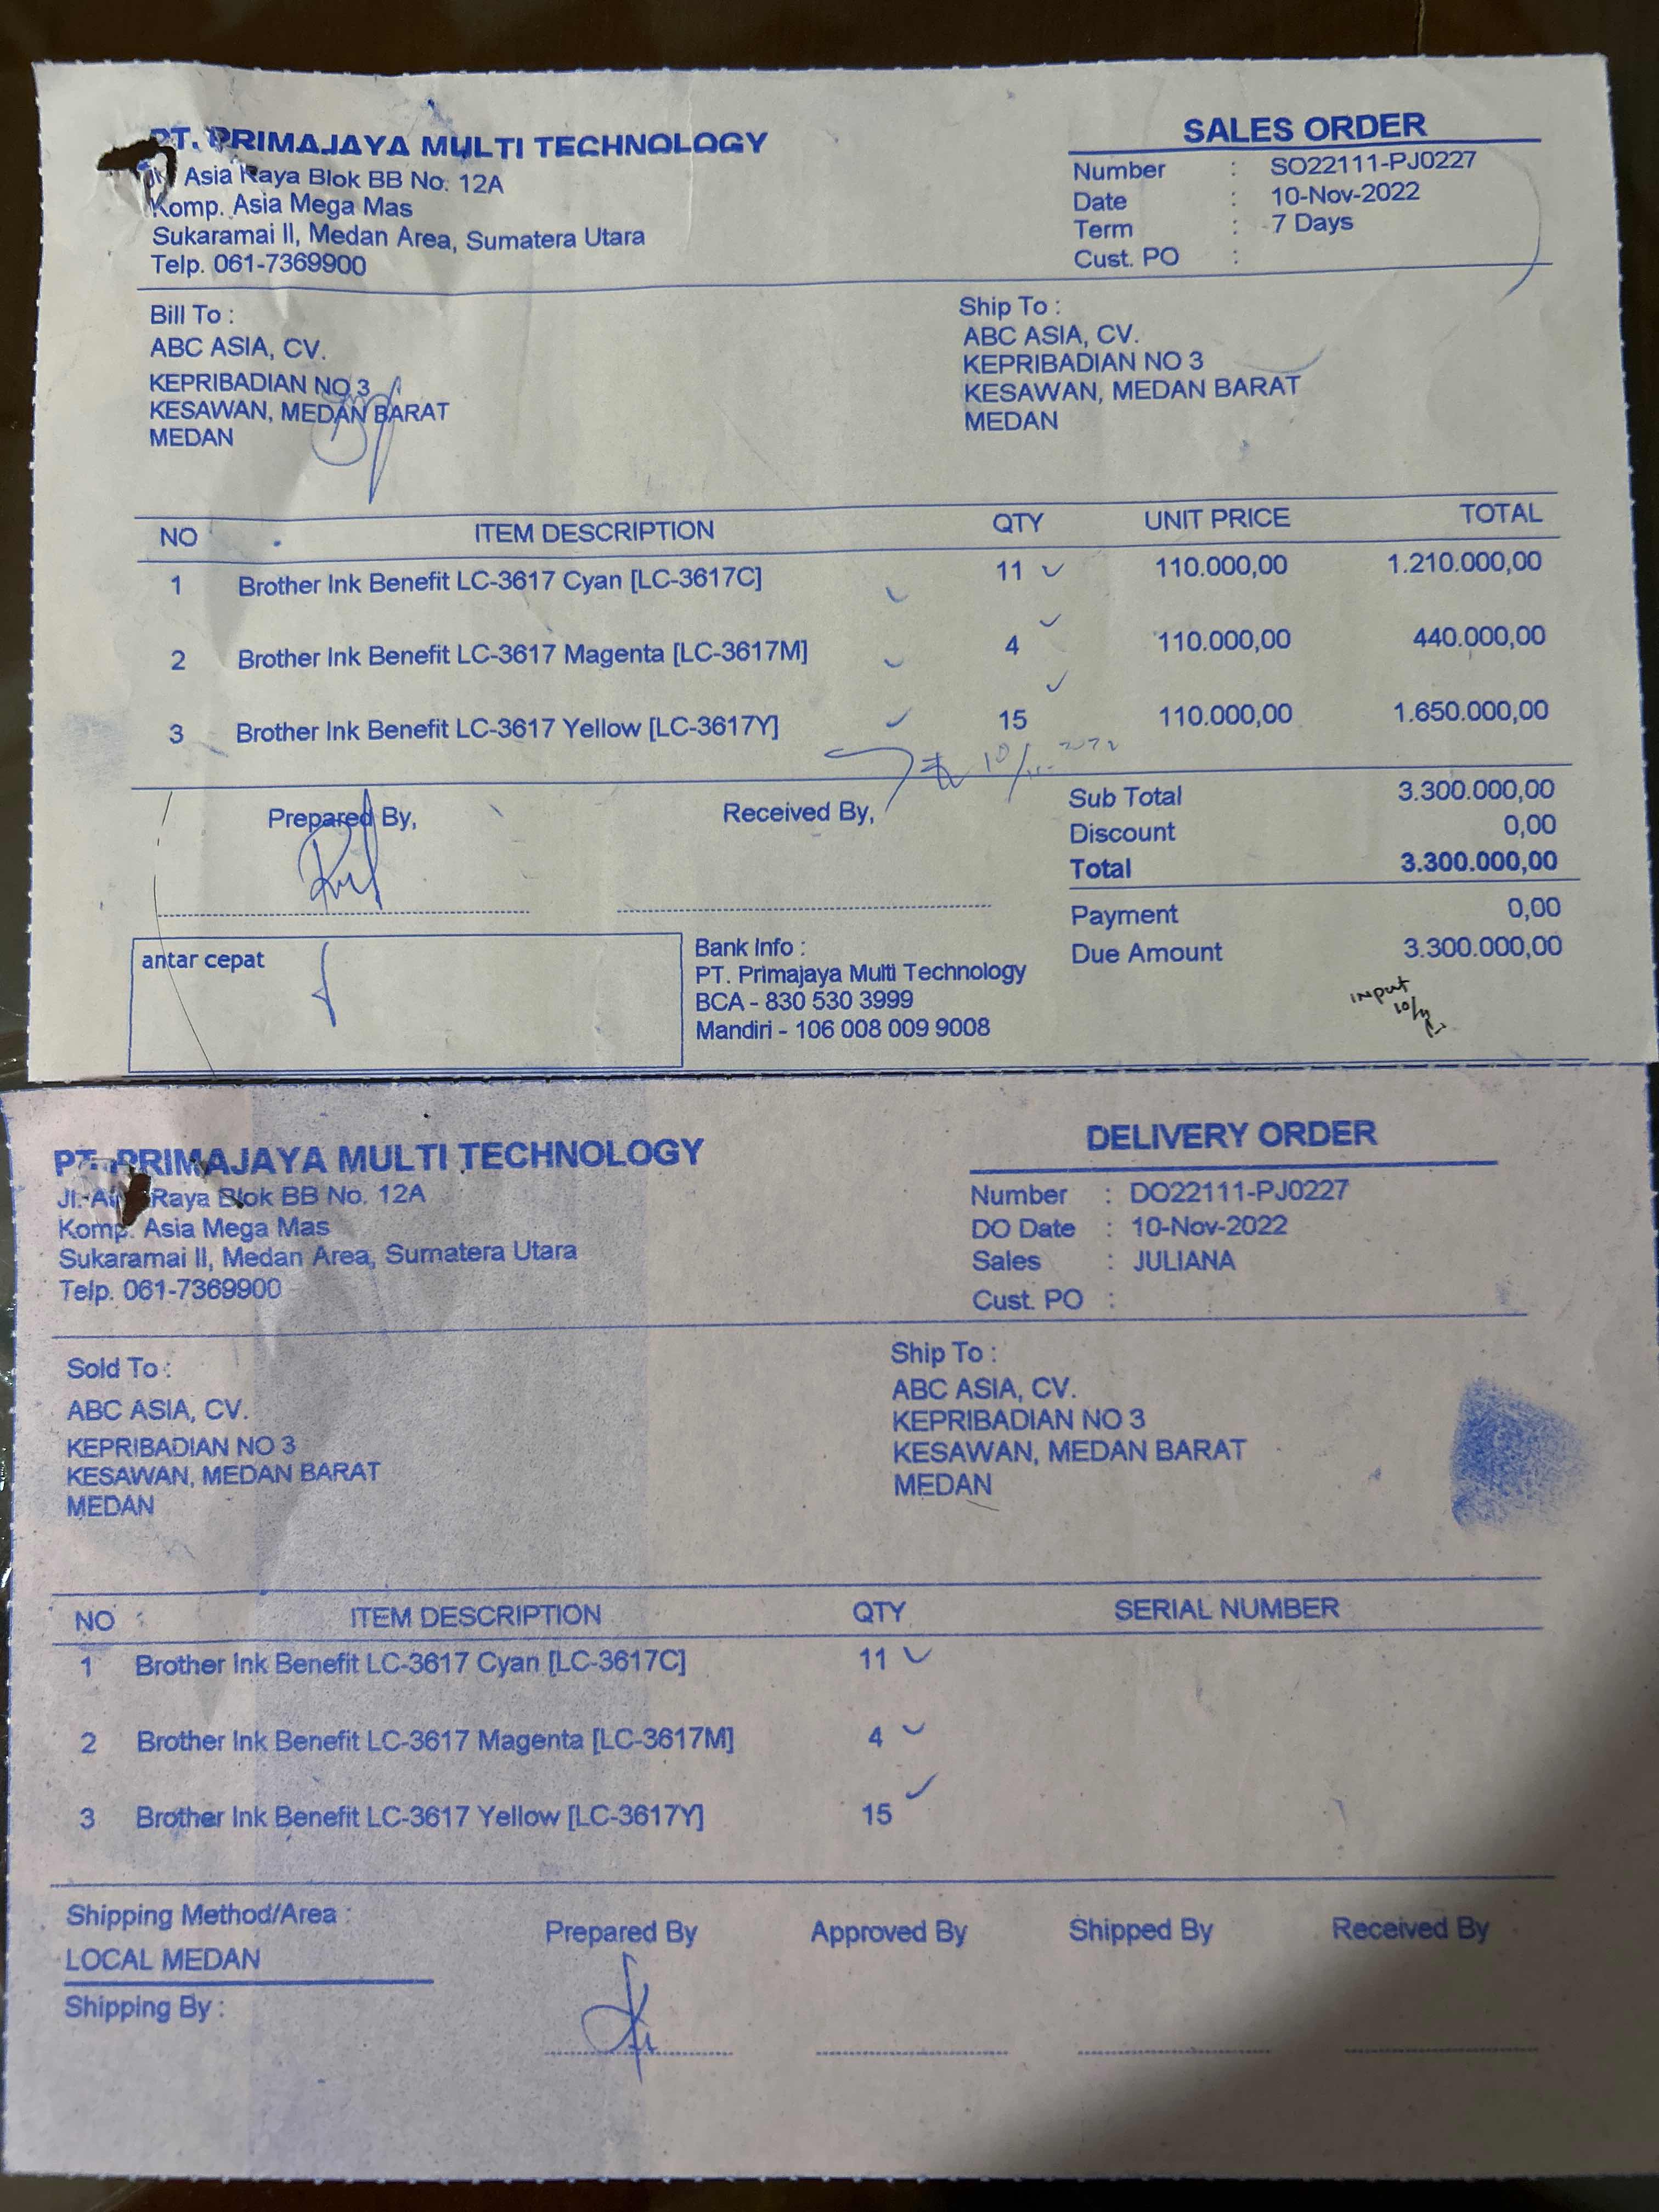 PT. PRIMAJAYA MULTI TECHNOLOGY
Asia Raya Blok BB No. 12A
Komp. Asia Mega Mas
Sukaramai II, Medan Area, Sumatera Utara
Telp. 061-7369900
SALES ORDER
Number : SO22111-PJ0227
Date : 10-Nov-2022
Term : 7 Days
Cust. PO :
Bill To :
ABC ASIA, CV.
KEPRIBADIAN NO 3
KESAWAN, MEDAN BARAT
MEDAN
Ship To :
ABC ASIA, CV.
KEPRIBADIAN NO 3
KESAWAN, MEDAN BARAT
MEDAN
NO ITEM DESCRIPTION QTY UNIT PRICE TOTAL
1 Brother Ink Benefit LC-3617 Cyan [LC-3617C] 11 110.000,00 1.210.000,00
2 Brother Ink Benefit LC-3617 Magenta [LC-3617M] 4 110.000,00 440.000,00
3 Brother Ink Benefit LC-3617 Yellow [LC-3617Y] 15 110.000,00 1.650.000,00
Prepared By,
Received By,
Sub Total 3.300.000,00
Discount 0,00
Total 3.300.000,00
Payment 0,00
Due Amount 3.300.000,00
antar cepat
Bank Info :
PT. Primajaya Multi Technology
BCA - 830 530 3999
Mandiri - 106 008 009 9008
input
PT. PRIMAJAYA MULTI TECHNOLOGY
Raya Blok BB No. 12A
Komp. Asia Mega Mas
Sukaramai II, Medan Area, Sumatera Utara
Telp. 061-7369900
DELIVERY ORDER
Number : DO22111-PJ0227
DO Date : 10-Nov-2022
Sales : JULIANA
Cust. PO :
Sold To :
ABC ASIA, CV.
KEPRIBADIAN NO 3
KESAWAN, MEDAN BARAT
MEDAN
Ship To :
ABC ASIA, CV.
KEPRIBADIAN NO 3
KESAWAN, MEDAN BARAT
MEDAN
NO ITEM DESCRIPTION QTY SERIAL NUMBER
1 Brother Ink Benefit LC-3617 Cyan [LC-3617C] 11
2 Brother Ink Benefit LC-3617 Magenta [LC-3617M] 4
3 Brother Ink Benefit LC-3617 Yellow [LC-3617Y] 15
Shipping Method/Area :
LOCAL MEDAN
Shipping By :
Prepared By Approved By Shipped By Received By